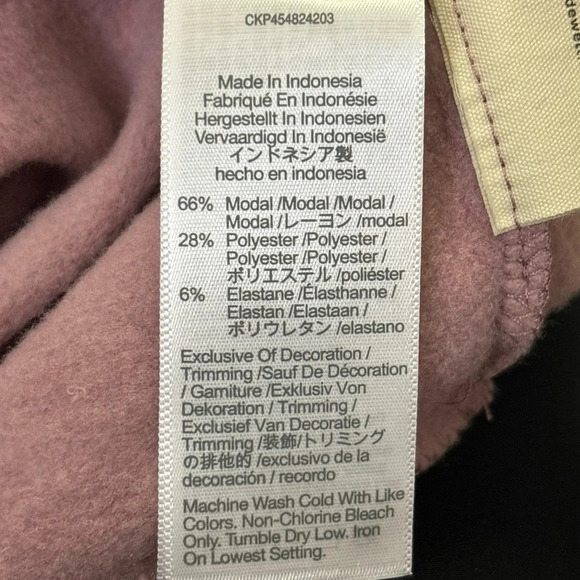 CKP454824203
Made In Indonesia
Fabriqué En Indonésie
Hergestellt In Indonesien
Vervaardigd In Indonesië
インドネシア製
hecho en indonesia
66% Modal /Modal /Modal /
Modal /レーヨン /modal
28% Polyester /Polyester /
Polyester /Polyester /
ポリエステル /poliéster
6% Elastane /Élasthanne /
Elastan /Elastaan /
ポリウレタン /elastano
Exclusive Of Decoration /
Trimming /Sauf De Décoration
/ Garniture /Exklusiv Von
Dekoration / Trimming /
Exclusief Van Decoratie /
Trimming /装飾/トリミング
の排他的 /exclusivo de la
decoración / recordo
Machine Wash Cold With Like
Colors. Non-Chlorine Bleach
Only. Tumble Dry Low. Iron
On Lowest Setting.